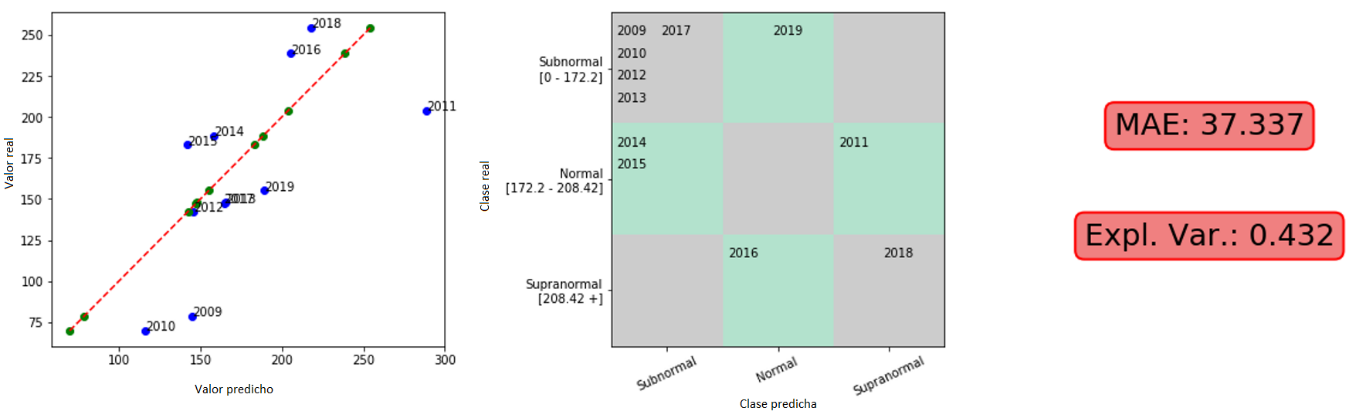 Valor real
250
225
200
175
150
125
100
75
2018
2016
2011
2014
2015
2019
2012
2009
2010
100
150
200
250
300
Valor predicho
Clase real
Subnormal
[0 - 172.2]
Normal
[172.2 - 208.42]
Supranormal
[208.42 +]
2009 2017
2010
2012
2013
2019
2014
2015
2011
2016
2018
Subnormal
Normal
Supranormal
Clase predicha
MAE: 37.337
Expl. Var.: 0.432